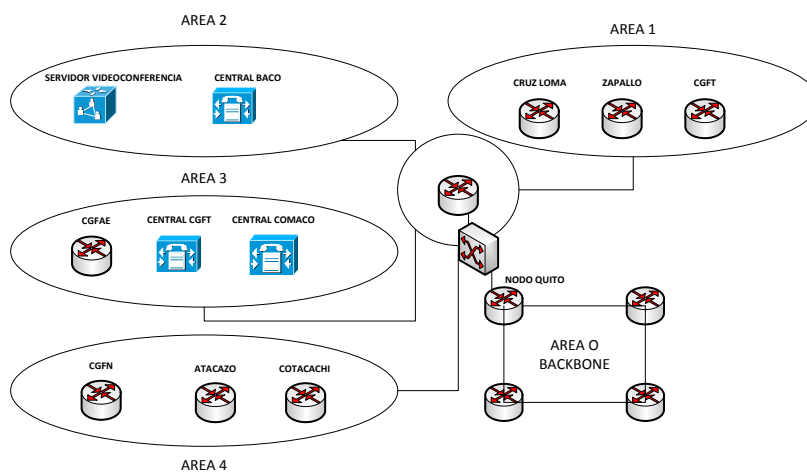 AREA 2
AREA 1
SERVIDOR VIDEOCONFERENCIA
CENTRAL BACO
CRUZ LOMA
ZAPALLO
CGFT
AREA 3
CGFAE
CENTRAL CGFT
CENTRAL COMACO
NODO QUITO
AREA O
BACKBONE
CGFN
ATACAZO
COTACACHI
AREA 4